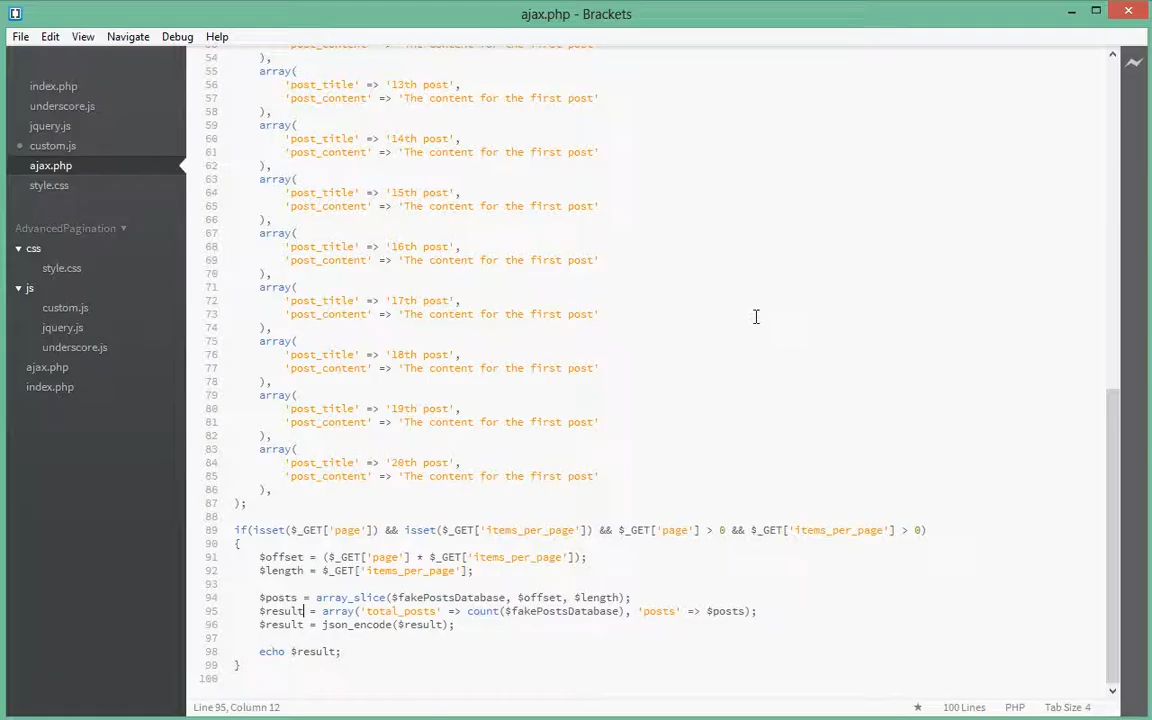 ajax.php - Brackets
File Edit View Navigate Debug Help
index.php
underscore.js
jquery.js
custom.js
ajax.php
style.css
AdvancedPagination
css
style.css
js
custom.js
jquery.js
underscore.js
ajax.php
index.php
54 ),
55 array(
56 'post_title' => '13th post',
57 'post_content' => 'The content for the first post'
58 ),
59 array(
60 'post_title' => '14th post',
61 'post_content' => 'The content for the first post'
62 ),
63 array(
64 'post_title' => '15th post',
65 'post_content' => 'The content for the first post'
66 ),
67 array(
68 'post_title' => '16th post',
69 'post_content' => 'The content for the first post'
70 ),
71 array(
72 'post_title' => '17th post',
73 'post_content' => 'The content for the first post'
74 ),
75 array(
76 'post_title' => '18th post',
77 'post_content' => 'The content for the first post'
78 ),
79 array(
80 'post_title' => '19th post',
81 'post_content' => 'The content for the first post'
82 ),
83 array(
84 'post_title' => '20th post',
85 'post_content' => 'The content for the first post'
86 ),
87 );
88
89 if(isset($_GET['page']) && isset($_GET['items_per_page']) && $_GET['page'] > 0 && $_GET['items_per_page'] > 0)
90 {
91 $offset = ($_GET['page'] * $_GET['items_per_page']);
92 $length = $_GET['items_per_page'];
93
94 $posts = array_slice($fakePostsDatabase, $offset, $length);
95 $result = array('total_posts' => count($fakePostsDatabase), 'posts' => $posts);
96 $result = json_encode($result);
97
98 echo $result;
99 }
100
Line 95, Column 12 100 Lines PHP Tab Size 4